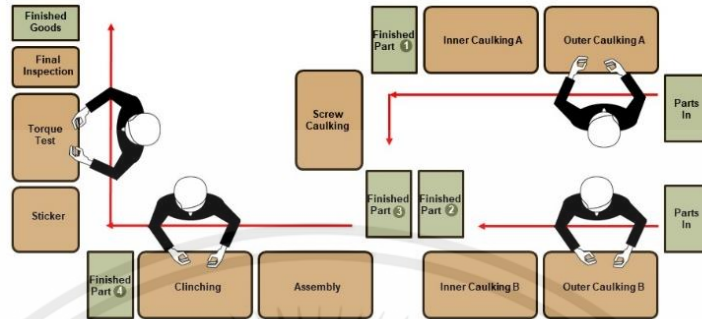 Finished
Goods
Final
Inspection
Torque
Test
Sticker
Finished
Part 4
Clinching
Assembly
Screw
Caulking
Finished
Part 1
Inner Caulking A
Outer Caulking A
Parts
In
Finished
Part 3
Finished
Part 2
Parts
In
Inner Caulking B
Outer Caulking B